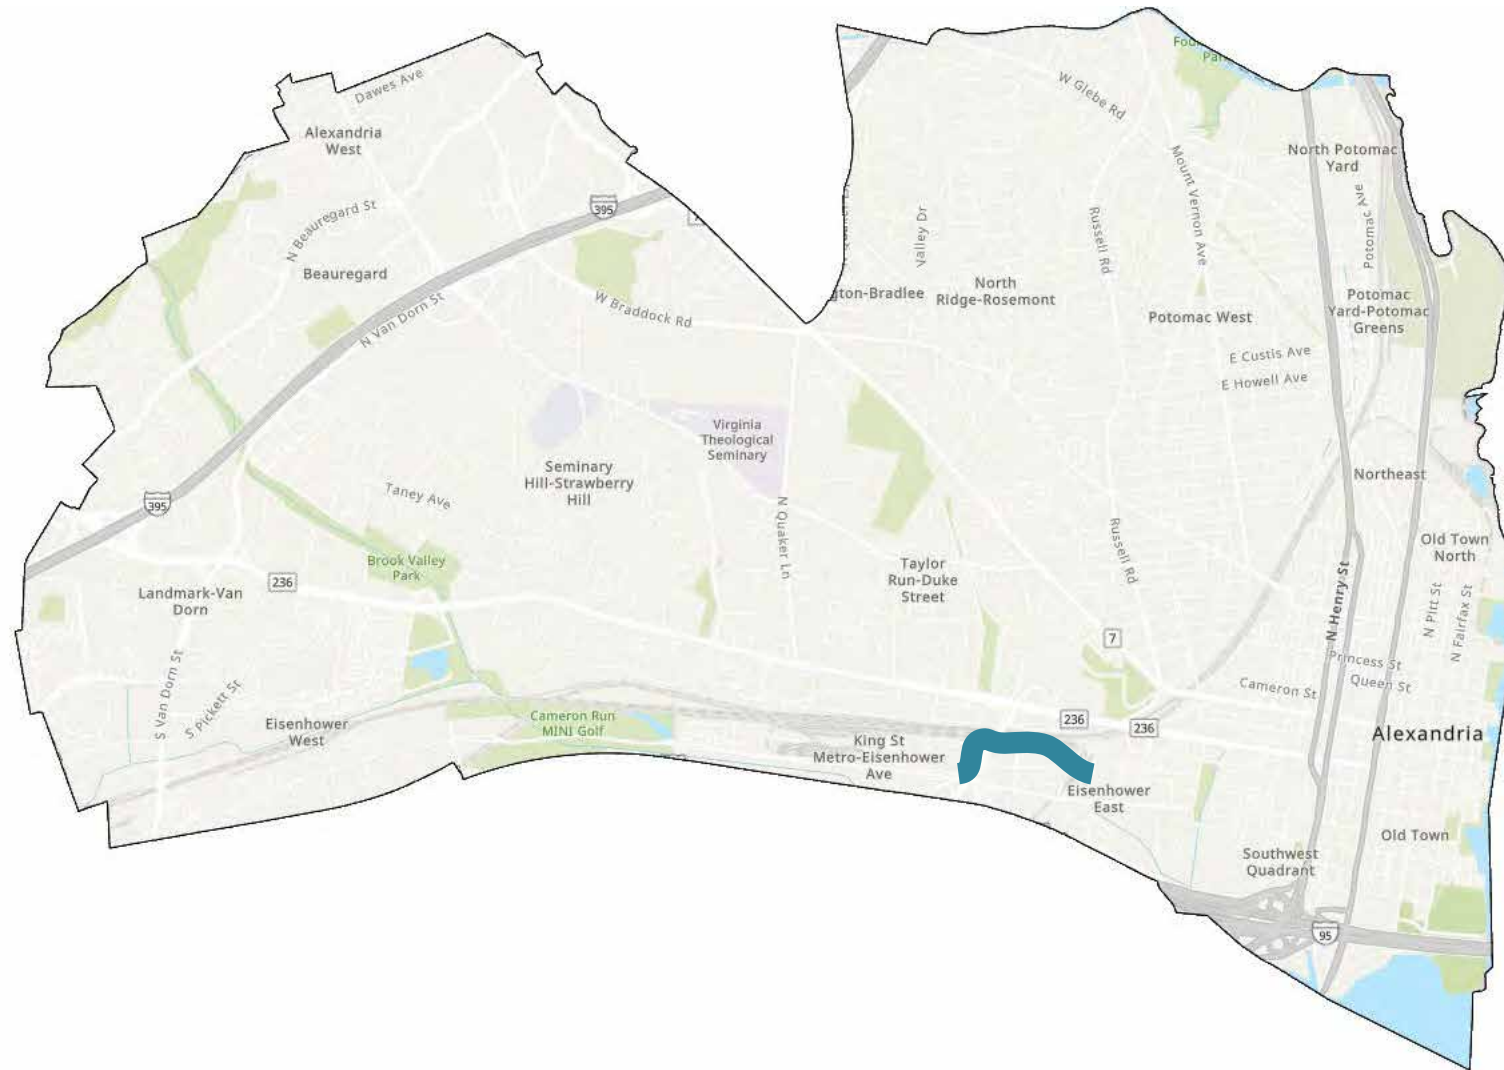 Dawes Ave
Alexandria
West
N Beauregard St
Beauregard
395
N Van Dorn St
W Braddock Rd
W Glebe Rd
Mount Vernon Ave
North Potomac
Yard
Potomac Ave
Valley Dr
Russell Rd
gton-Bradlee
North
Ridge-Rosemont
Potomac West
Potomac
Yard-Potomac
Greens
E Custis Ave
E Howell Ave
Virginia
Theological
Seminary
Seminary
Hill-Strawberry
Hill
Taney Ave
395
N Quaker Ln
Northeast
Russell Rd
Old Town
North
Brook Valley
Park
236
Landmark-Van
Dorn
Taylor
Run-Duke
Street
N Henry St
N Pitt St
N Fairfax St
7
Princess St
Queen St
Cameron St
S Van Dorn St
S Pickett St
Eisenhower
West
Cameron Run
MINI Golf
236
236
King St
Metro-Eisenhower
Ave
Alexandria
Eisenhower
East
Old Town
Southwest
Quadrant
95